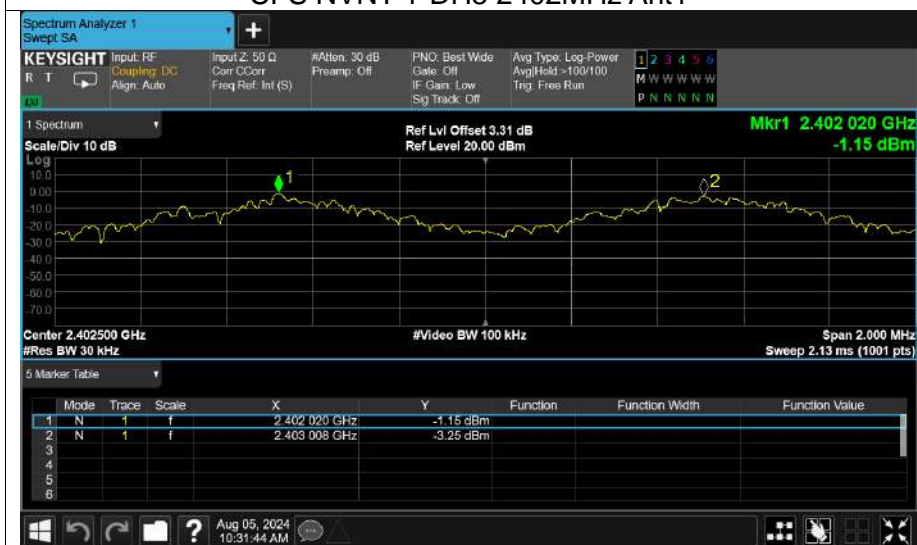 Spectrum Analyzer 1
Swept SA
+
KEYSIGHT Input: RF Input Z: 50 Ω #Atten: 30 dB PNO: Best Wide Avg Type: Log-Power 1 2 3 4 5 6
R T Coupling: DC Corr CCorr Preamp: Off Gate: Off Avg|Hold >100/100 M W W W W W
Align: Auto Freq Ref: Int (S) IF Gain: Low Trig: Free Run
Sig Track: Off P N N N N N
1 Spectrum Ref Lvl Offset 3.31 dB Mkr1 2.402 020 GHz
Scale/Div 10 dB Ref Level 20.00 dBm -1.15 dBm
Log
10.0
0.00
-10.0
-20.0
-30.0
-40.0
-50.0
-60.0
-70.0
1
2
Center 2.402500 GHz #Video BW 100 kHz Span 2.000 MHz
#Res BW 30 kHz Sweep 2.13 ms (1001 pts)
5 Marker Table
Mode Trace Scale X Y Function Function Width Function Value
1 N 1 f 2.402 020 GHz -1.15 dBm
2 N 1 f 2.403 008 GHz -3.25 dBm
3
4
5
6
? Aug 05, 2024
10:31:44 AM